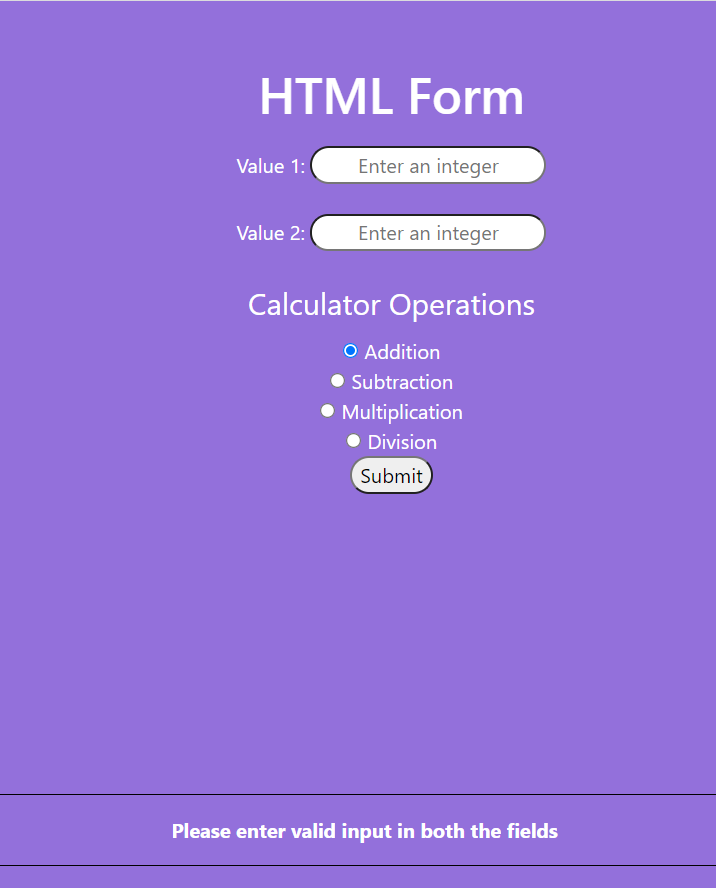 HTML Form
Value 1: Enter an integer
Value 2: Enter an integer
Calculator Operations
Addition
Subtraction
Multiplication
Division
Submit
Please enter valid input in both the fields